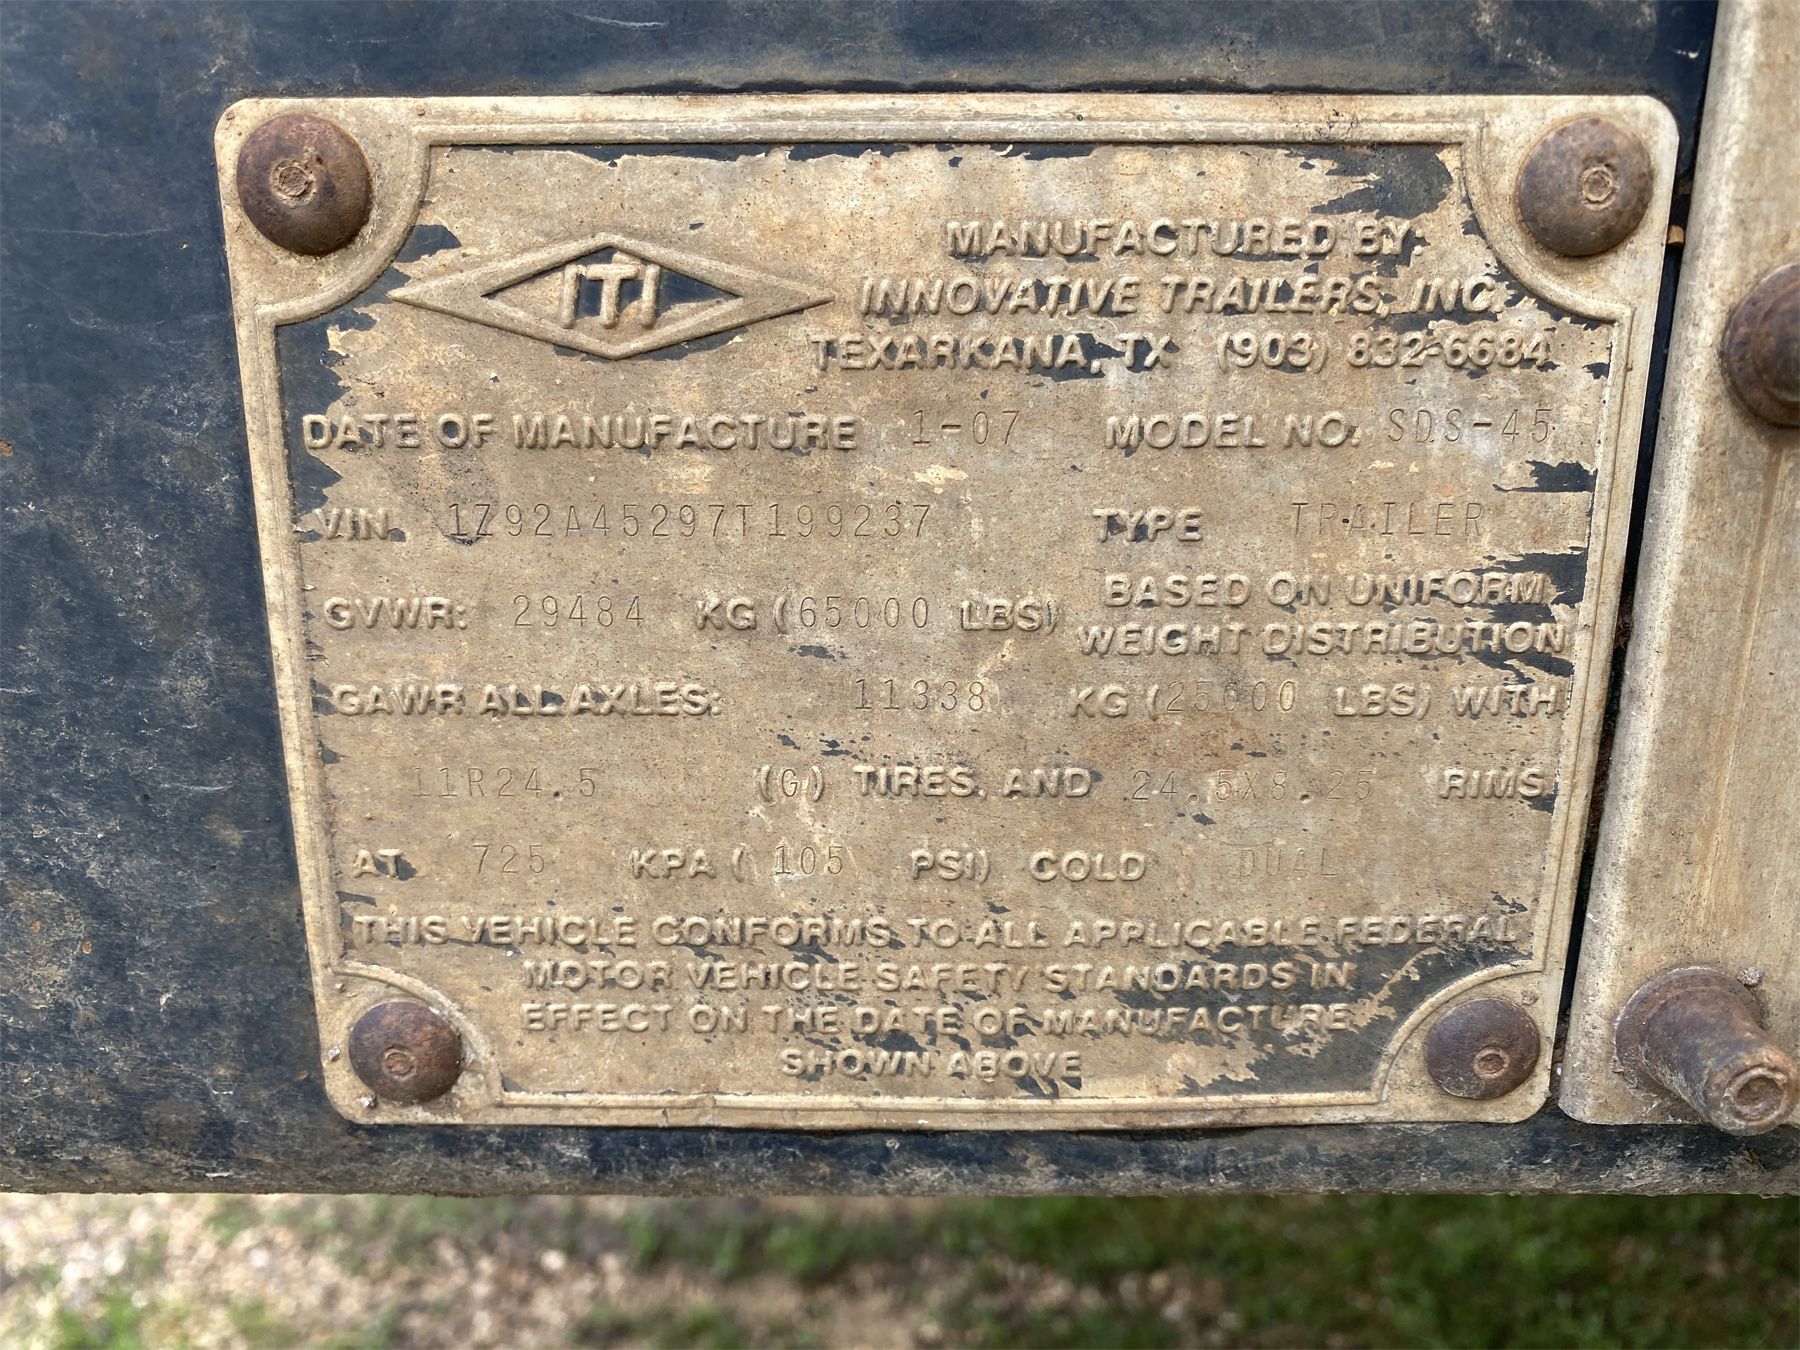 ITI
MANUFACTURED BY:
INNOVATIVE TRAILERS, INC.
TEXARKANA, TX (903) 832-6684
DATE OF MANUFACTURE 1-07 MODEL NO. SDS-45
VIN 1Z92A45297T199237 TYPE TRAILER
GVWR: 29484 KG (65000 LBS) BASED ON UNIFORM
WEIGHT DISTRIBUTION
GAWR ALL AXLES: 11338 KG (25000 LBS) WITH
11R24.5 (G) TIRES, AND 24.5X8.25 RIMS
AT 725 KPA (105 PSI) COLD DUAL
THIS VEHICLE CONFORMS TO ALL APPLICABLE FEDERAL
MOTOR VEHICLE SAFETY STANDARDS IN
EFFECT ON THE DATE OF MANUFACTURE
SHOWN ABOVE